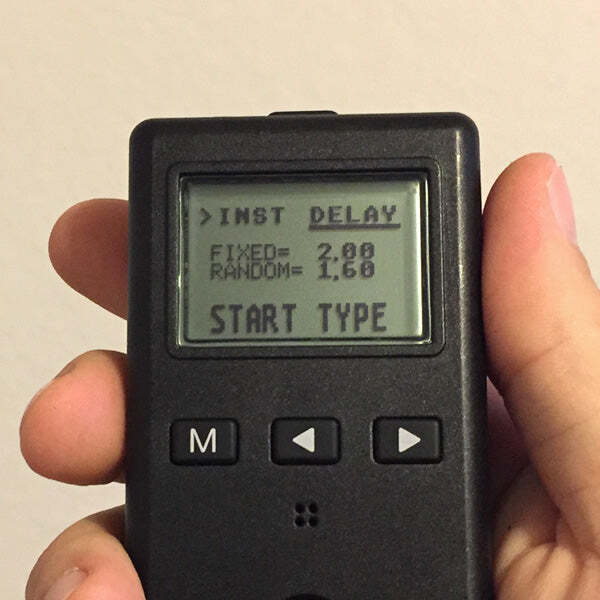 >INST DELAY
FIXED= 2.00
RANDOM= 1.60
START TYPE
M